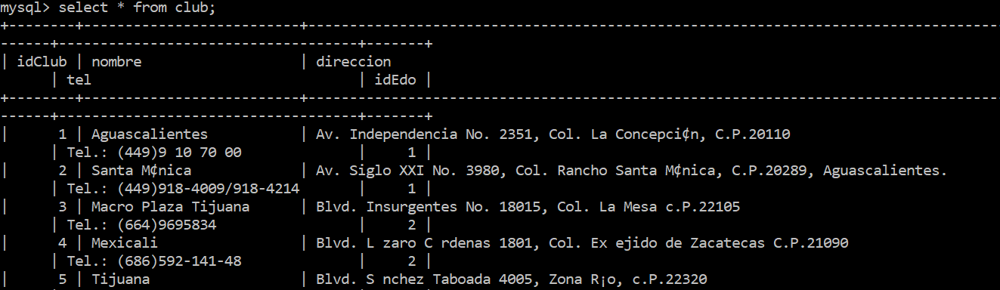 mysql> select * from club;
+--------+---------------------------+------------------------------------------------------------------------------------
------+-------------------------------------+-------+
| idClub | nombre                    | direccion
      | tel                                 | idEdo |
+--------+---------------------------+------------------------------------------------------------------------------------
------+-------------------------------------+-------+
|      1 | Aguascalientes            | Av. Independencia No. 2351, Col. La Concepci¢n, C.P.20110
      | Tel.: (449)9 10 70 00               |     1 |
|      2 | Santa M¢nica              | Av. Siglo XXI No. 3980, Col. Rancho Santa M¢nica, C.P.20289, Aguascalientes.
      | Tel.: (449)918-4009/918-4214        |     1 |
|      3 | Macro Plaza Tijuana       | Blvd. Insurgentes No. 18015, Col. La Mesa c.P.22105
      | Tel.: (664)9695834                  |     2 |
|      4 | Mexicali                  | Blvd. L zaro C rdenas 1801, Col. Ex ejido de Zacatecas C.P.21090
      | Tel.: (686)592-141-48               |     2 |
|      5 | Tijuana                   | Blvd. S nchez Taboada 4005, Zona R¡o, c.P.22320